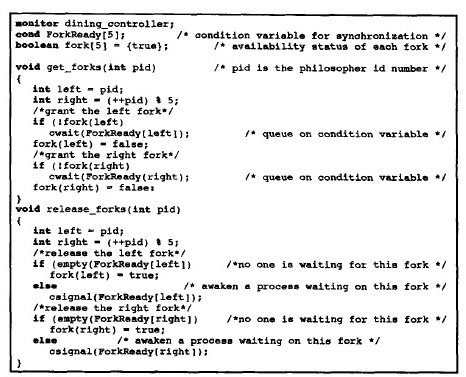 monitor dining_controller;
cond ForkReady[5]; /* condition variable for synchronization */
boolean fork[5] = {true}; /* availability status of each fork */
void get_forks(int pid) /* pid is the philosopher id number */
{
int left = pid;
int right = (++pid) % 5;
/*grant the left fork*/
if (!fork(left)
cwait(ForkReady[left]); /* queue on condition variable */
fork(left) = false;
/*grant the right fork*/
if (!fork(right)
cwait(ForkReady(right); /* queue on condition variable */
fork(right) = false:
}
void release_forks(int pid)
{
int left = pid;
int right = (++pid) % 5;
/*release the left fork*/
if (empty(ForkReady[left]) /*no one is waiting for this fork */
fork(left) = true;
else /* awaken a process waiting on this fork */
csignal(ForkReady[left]);
/*release the right fork*/
if (empty(ForkReady[right]) /*no one is waiting for this fork */
fork(right) = true;
else /* awaken a process waiting on this fork */
csignal(ForkReady[right]);
}